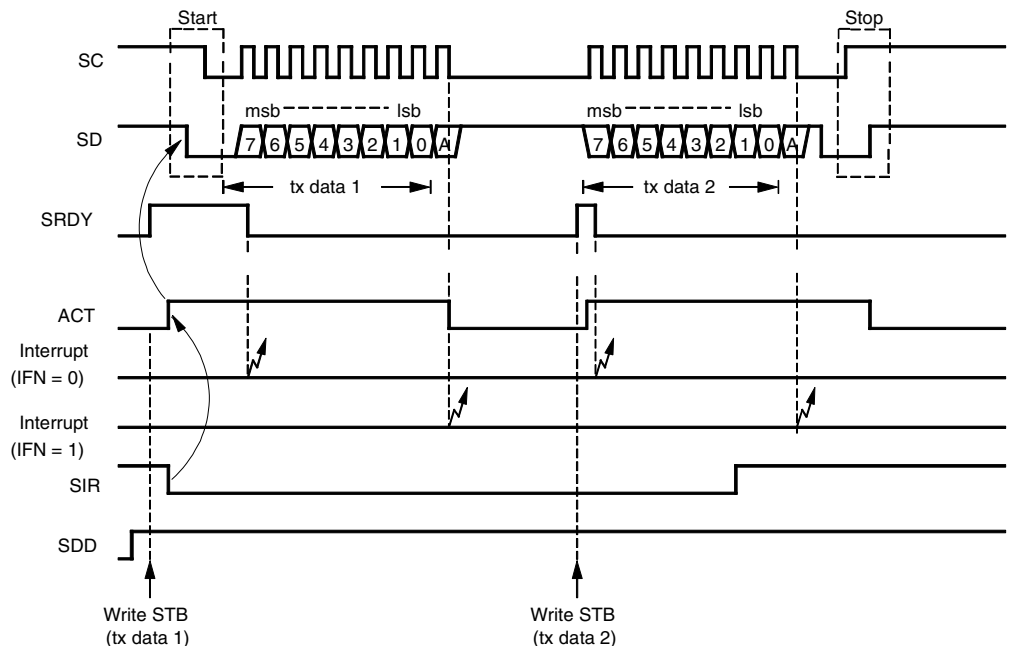 Start
Stop
SC
msb lsb
msb lsb
SD
7 6 5 4 3 2 1 0 A
7 6 5 4 3 2 1 0 A
tx data 1
tx data 2
SRDY
ACT
Interrupt
(IFN = 0)
Interrupt
(IFN = 1)
SIR
SDD
Write STB
(tx data 1)
Write STB
(tx data 2)